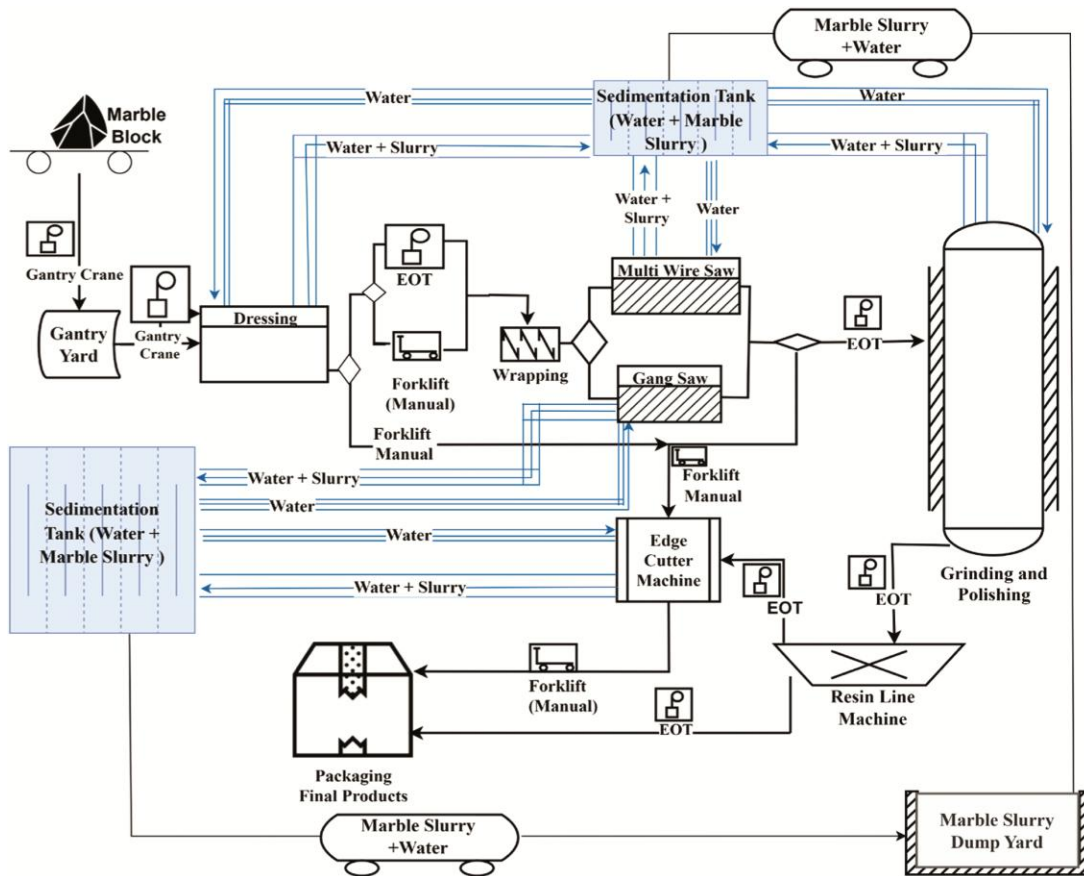 Marble Slurry
+Water
Marble
Block
Water
Sedimentation Tank
(Water + Marble
Slurry )
Water
Water + Slurry
Water + Slurry
Water +
Slurry
Water
Gantry Crane
EOT
Multi Wire Saw
Gantry
Yard
Gantry
Crane
Dressing
Forklift
(Manual)
Wrapping
Gang Saw
EOT
Forklift
Manual
Forklift
Manual
Water + Slurry
Water
Sedimentation
Tank (Water +
Marble Slurry )
Water
Water + Slurry
Edge
Cutter
Machine
EOT
EOT
Grinding and
Polishing
Forklift
(Manual)
EOT
Resin Line
Machine
Packaging
Final Products
Marble Slurry
+Water
Marble Slurry
Dump Yard